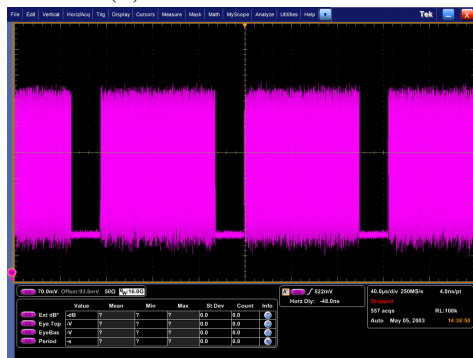 File Edit Vertical Horiz/Acq Trig Display Cursors Measure Mask Math MyScope Analyze Utilities Help Tek
70.0mV Offset:93.6mV 50Ω BW:16.0G
A 522mV
Horz Dly: -48.0ns
40.0µs/div 250MS/s 4.0ns/pt
Stopped
557 acqs RL:100k
Auto May 05, 2003 14:38:50
Value Mean Min Max St Dev Count Info
Ext dB* -dB ? ? ? 0.0 0.0
Eye Top -V ? ? ? 0.0 0.0
EyeBas -V ? ? ? 0.0 0.0
Period -s ? ? ? 0.0 0.0